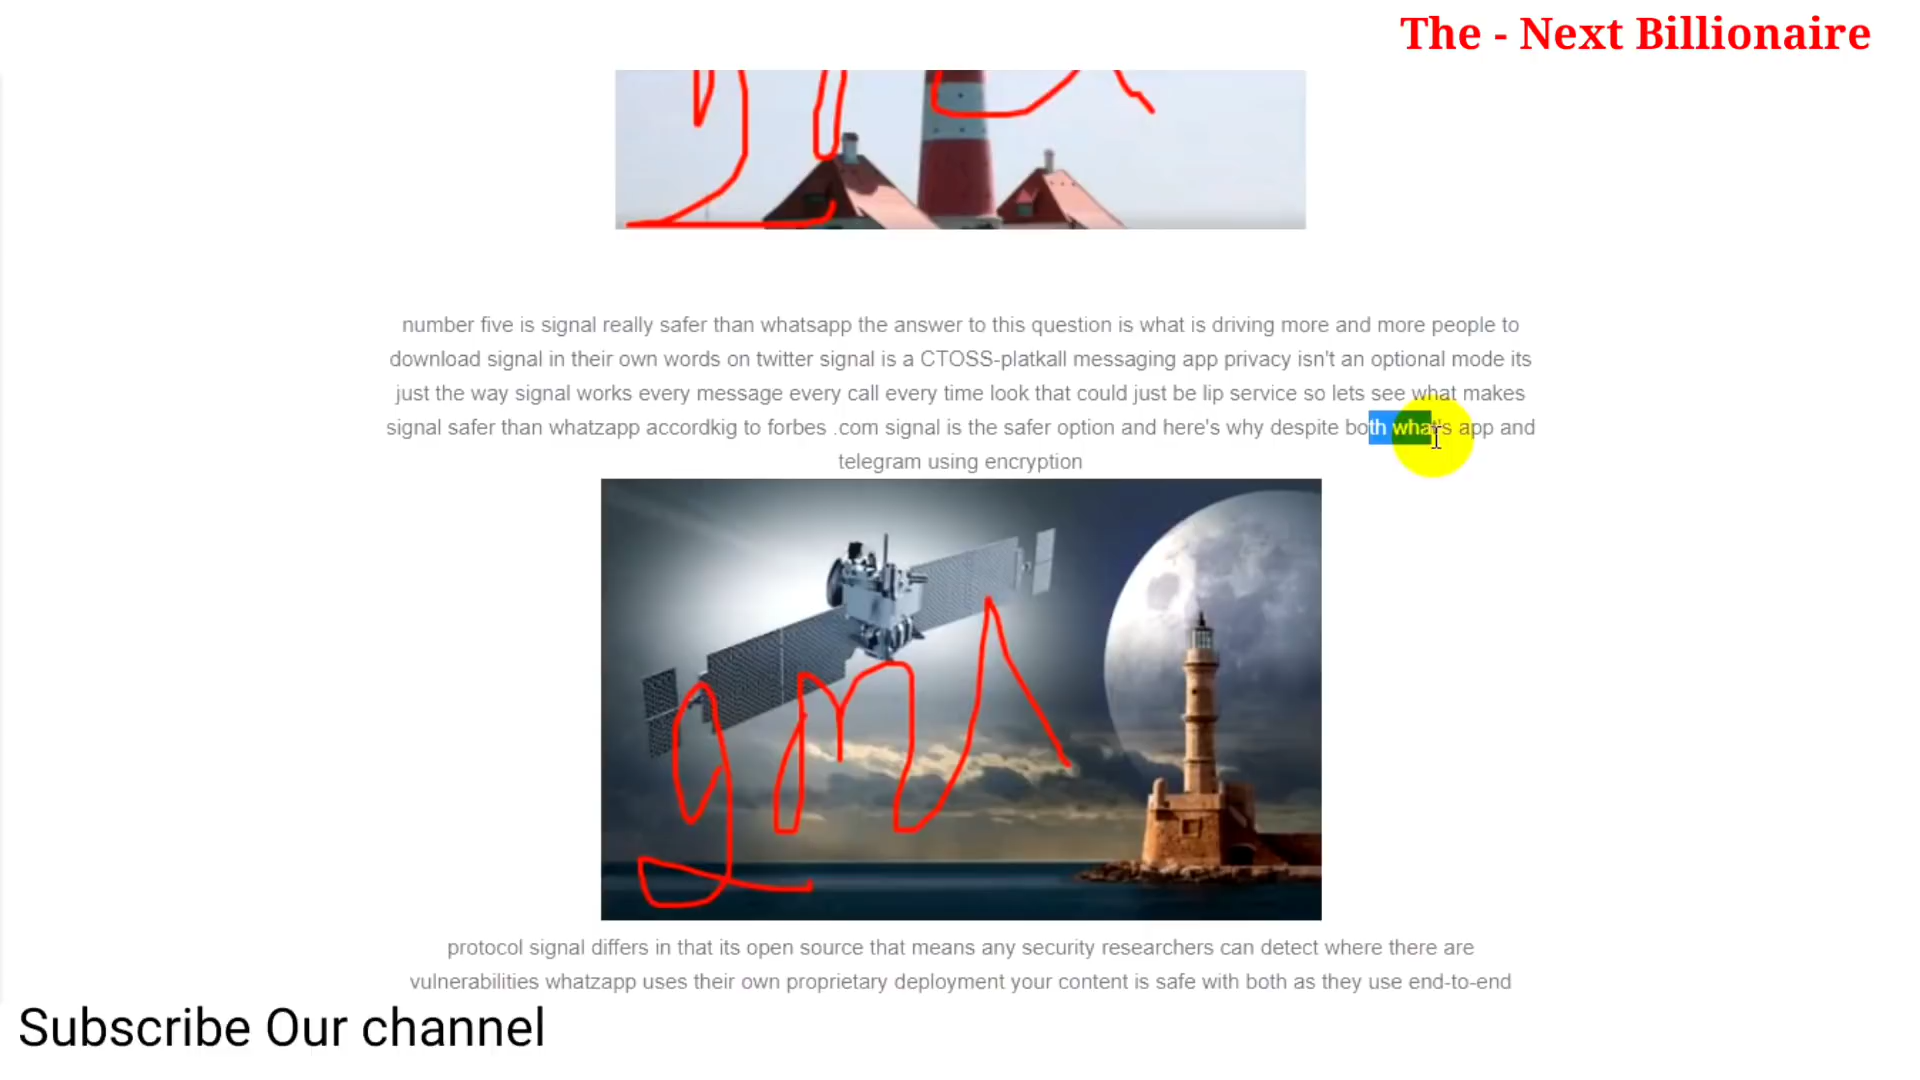 The - Next Billionaire
number five is signal really safer than whatsapp the answer to this question is what is driving more and more people to
download signal in their own words on twitter signal is a CTOSS-platkall messaging app privacy isn't an optional mode its
just the way signal works every message every call every time look that could just be lip service so lets see what makes
signal safer than whatzapp accordkig to forbes .com signal is the safer option and here's why despite both what's app and
telegram using encryption
protocol signal differs in that its open source that means any security researchers can detect where there are
vulnerabilities whatzapp uses their own proprietary deployment your content is safe with both as they use end-to-end
Subscribe Our channel